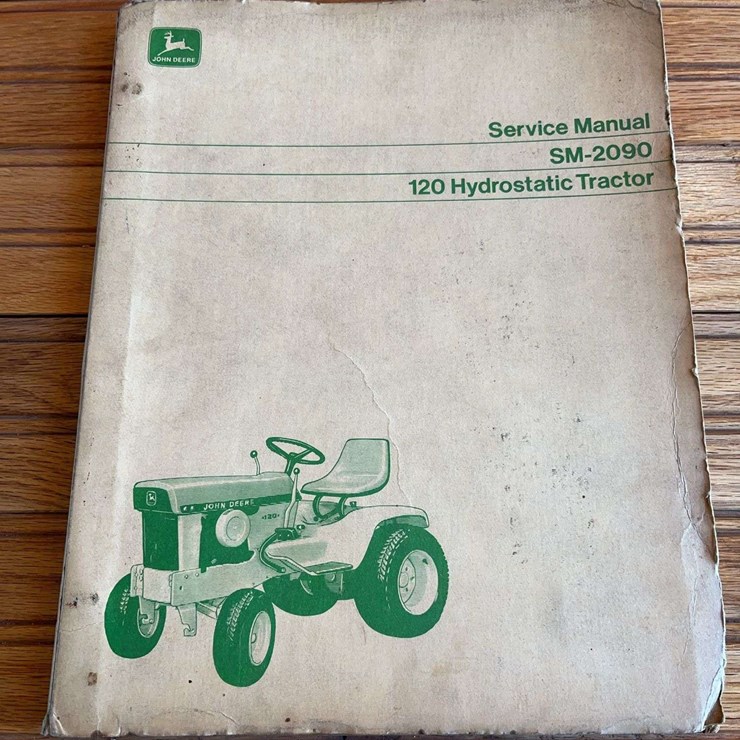 JOHN DEERE
Service Manual
SM-2090
120 Hydrostatic Tractor
JOHN DEERE
120